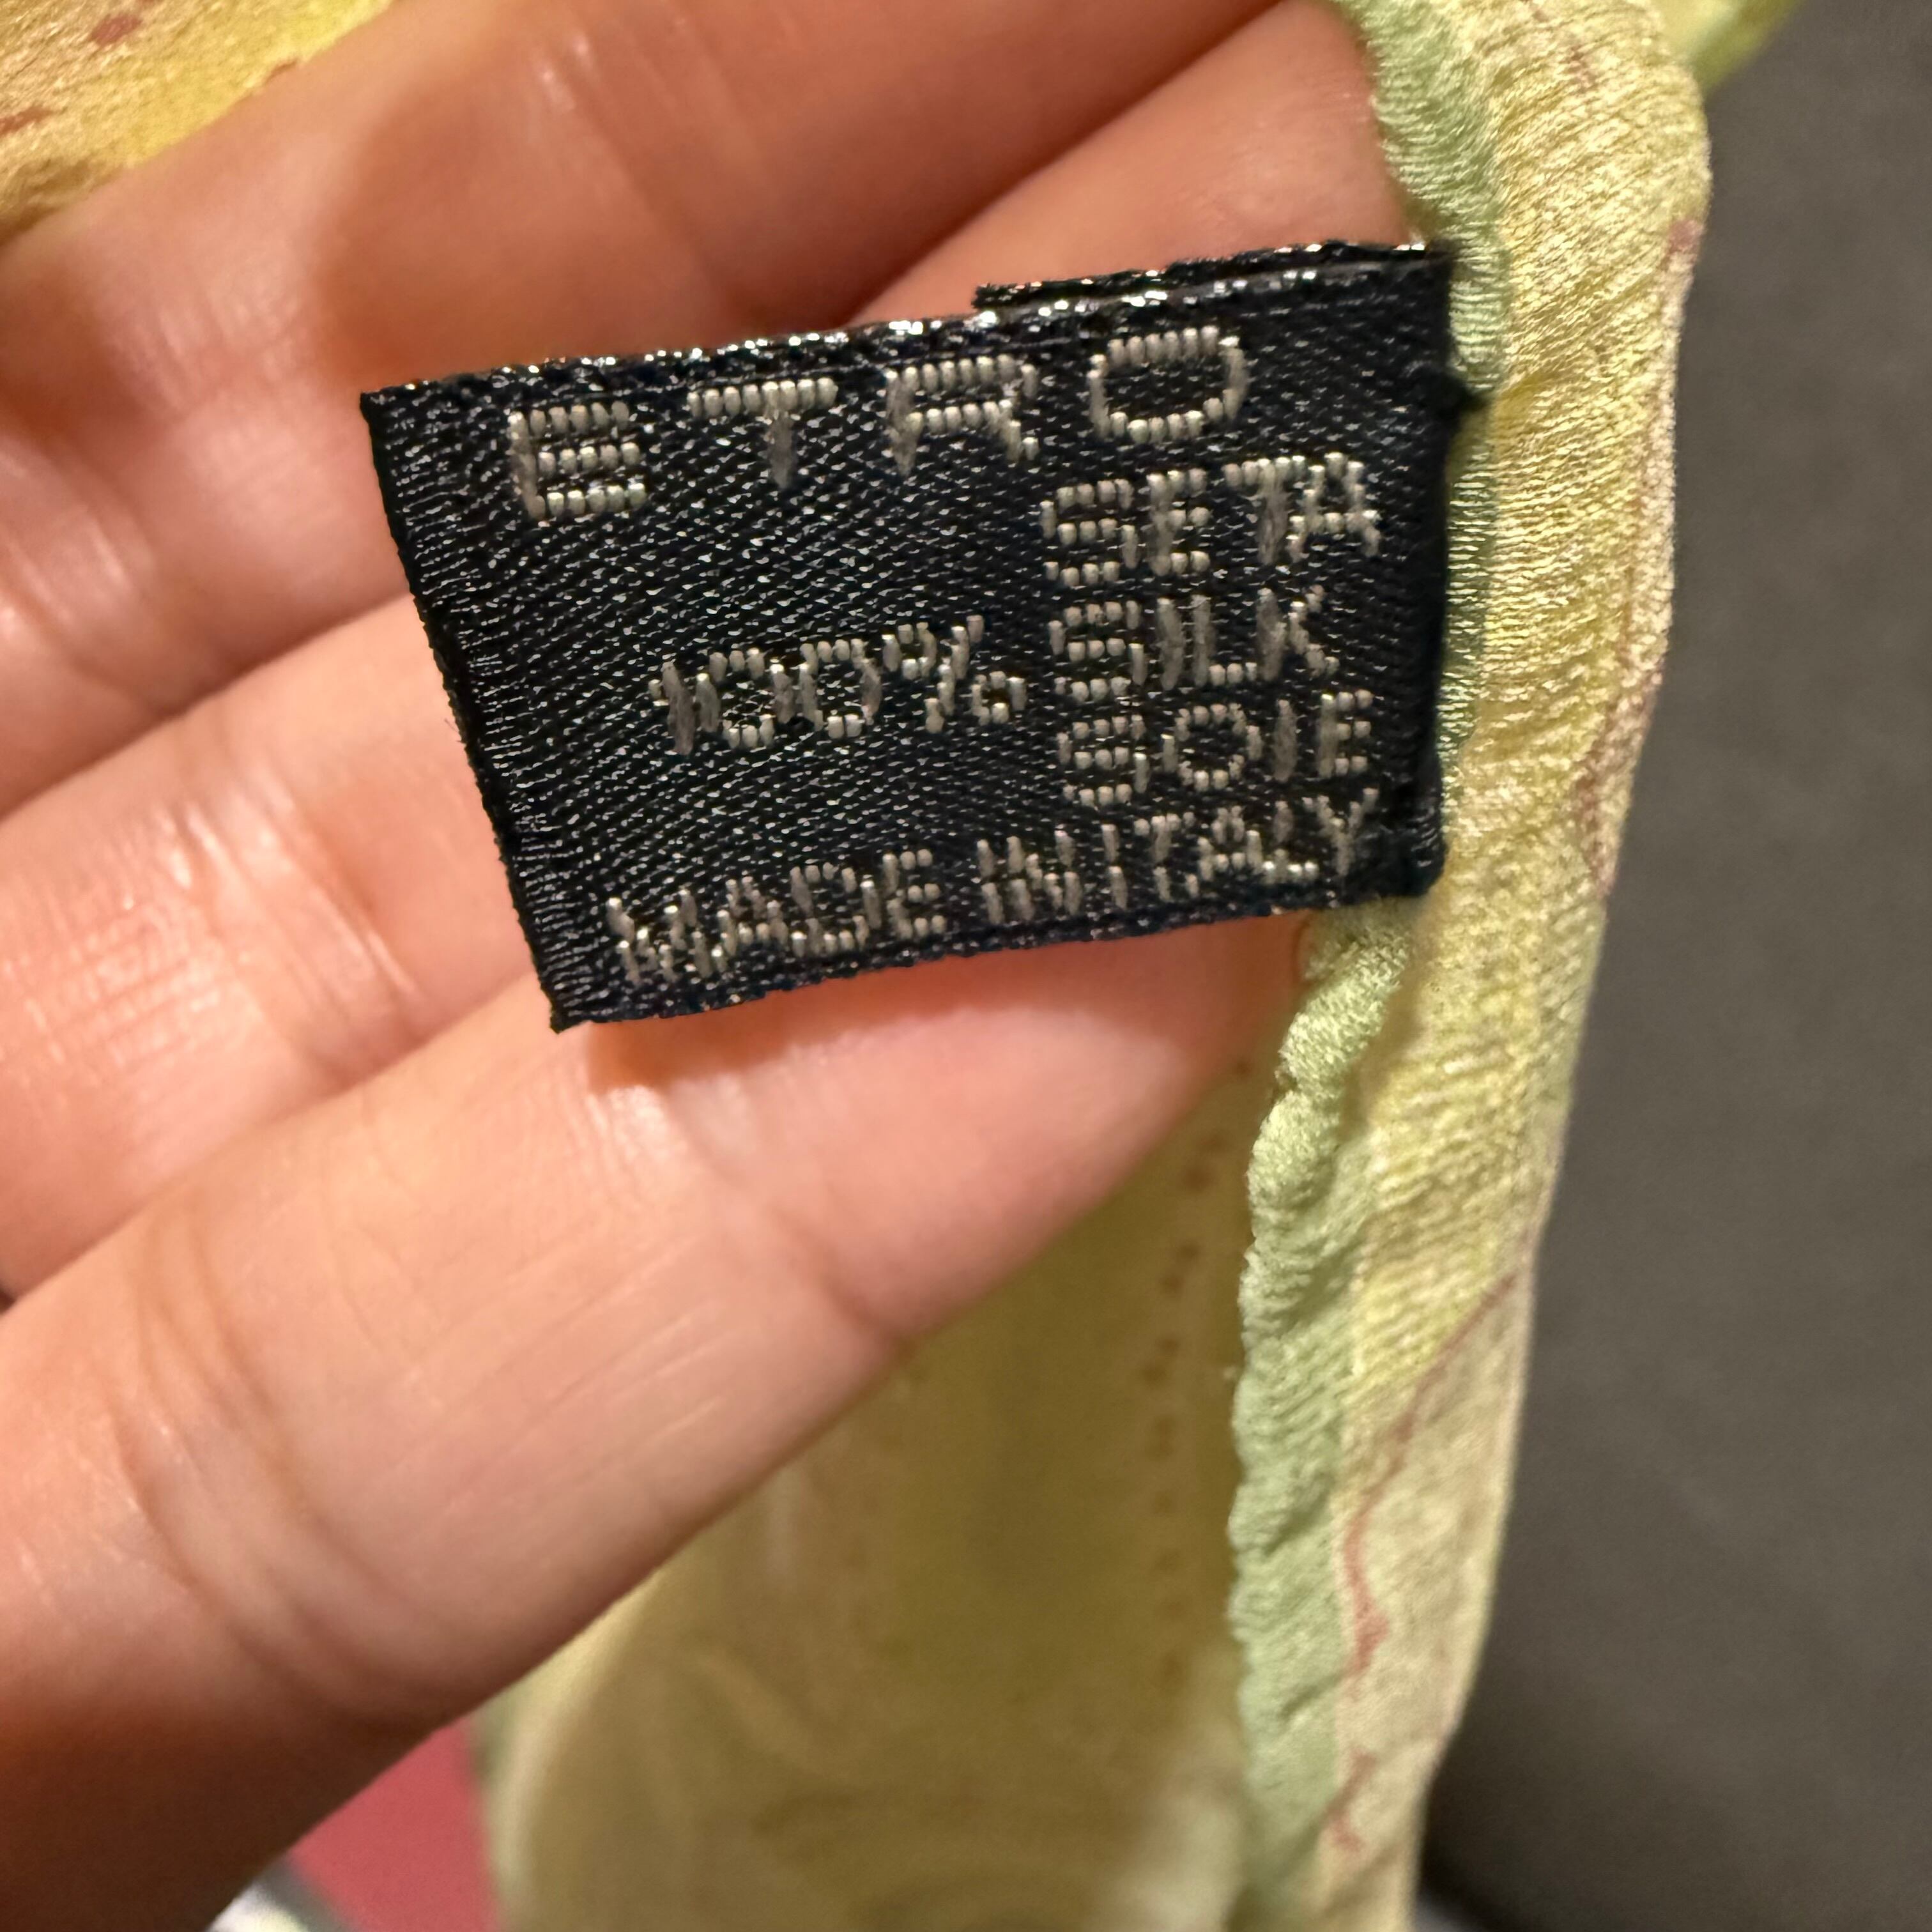 ETRO
SETA
100% SILK
SOIE
MADE IN ITALY